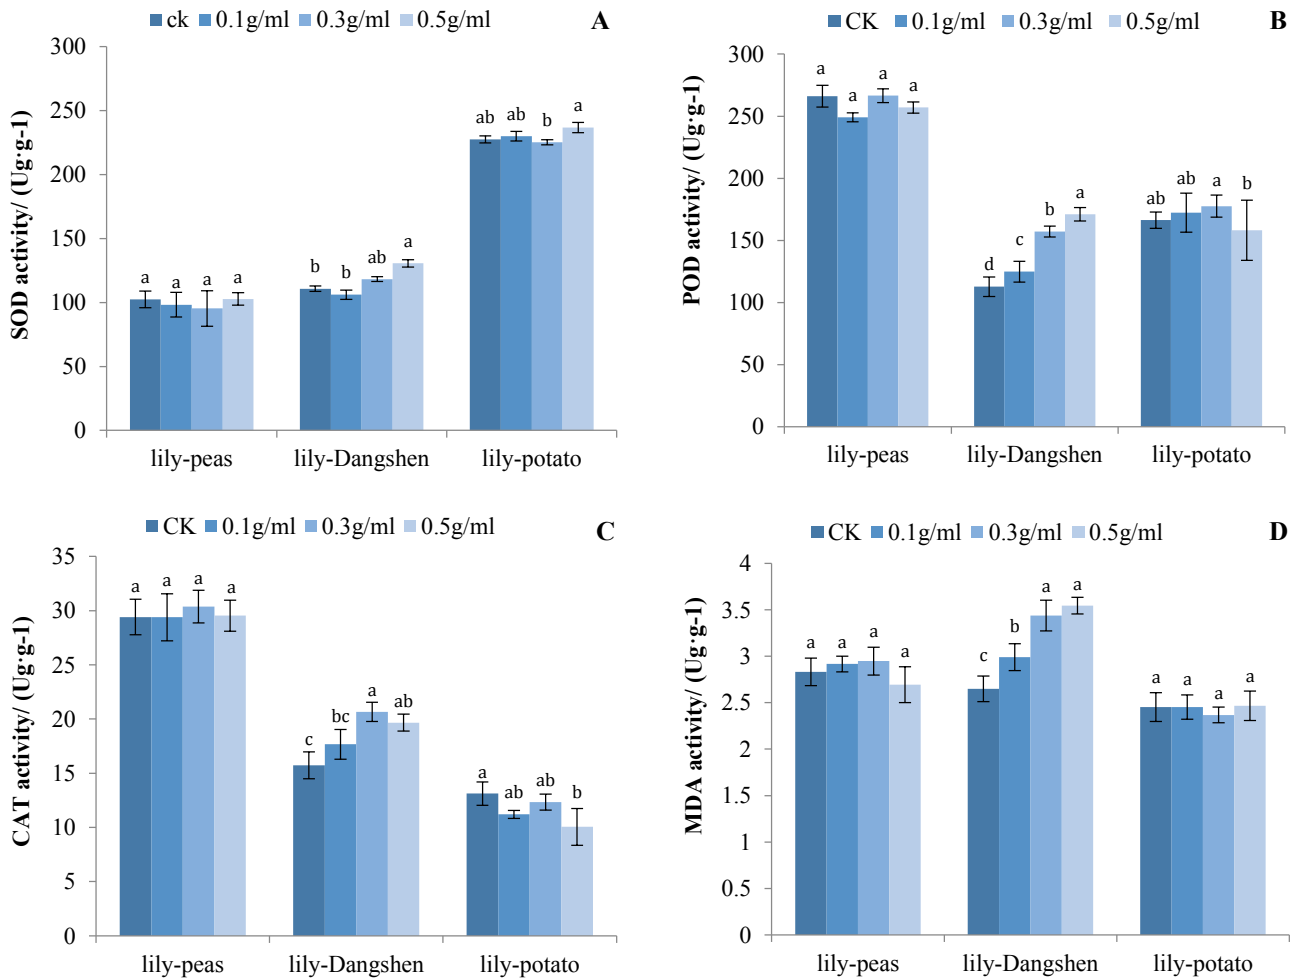 ck 0.1g/ml 0.3g/ml 0.5g/ml A
SOD activity/ (Ug·g-1)
300
250
200
150
100
50
0
a a a a b b ab a ab ab b a
lily-peas lily-Dangshen lily-potato
CK 0.1g/ml 0.3g/ml 0.5g/ml B
POD activity/ (Ug·g-1)
300
250
200
150
100
50
0
a a a a d c b a ab ab a b
lily-peas lily-Dangshen lily-potato
CK 0.1g/ml 0.3g/ml 0.5g/ml C
CAT activity/ (Ug·g-1)
35
30
25
20
15
10
5
0
a a a a c bc a ab a ab ab b
lily-peas lily-Dangshen lily-potato
CK 0.1g/ml 0.3g/ml 0.5g/ml D
MDA activity/ (Ug·g-1)
4
3.5
3
2.5
2
1.5
1
0.5
0
a a a a c b a a a a a a
lily-peas lily-Dangshen lily-potato